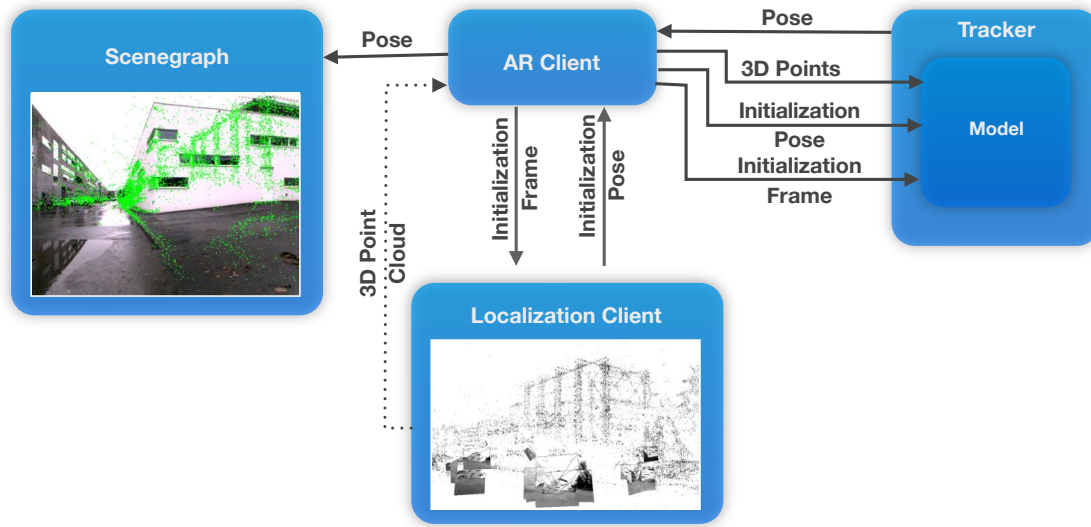 Scenegraph
Pose
AR Client
Pose
Tracker
3D Points
Initialization
Pose
Initialization
Frame
Model
3D Point
Cloud
Initialization
Frame
Initialization
Pose
Localization Client